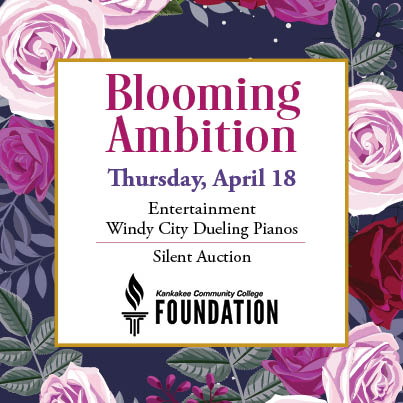 Blooming
Ambition
Thursday, April 18
Entertainment
Windy City Dueling Pianos
Silent Auction
Kankakee Community College
FOUNDATION